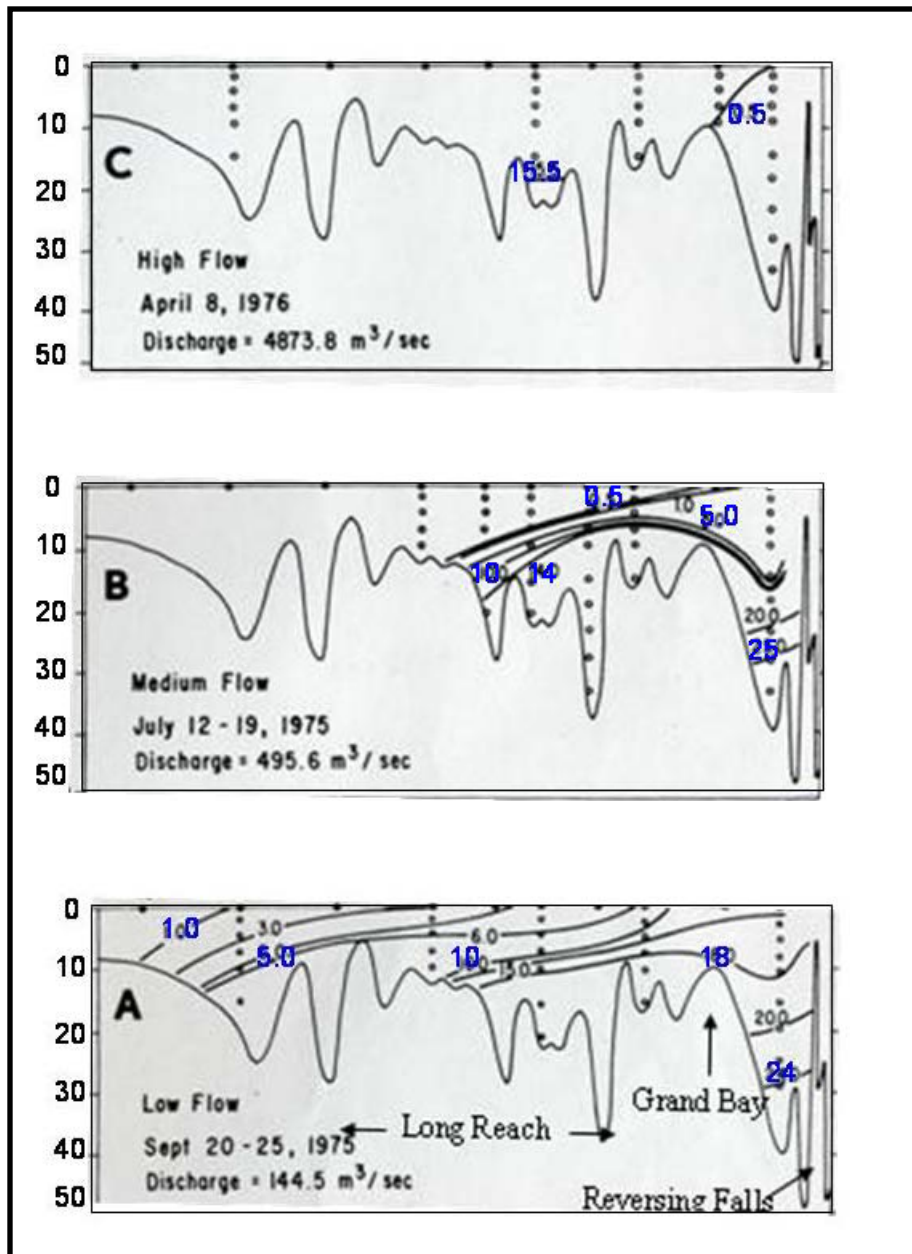 0
10
20
30
40
50
0.5
15.5
C
High Flow
April 8, 1976
Discharge = 4873.8 m³/sec
0
10
20
30
40
50
0.5
1.0
5.0
10
14
20.0
25
B
Medium Flow
July 12 - 19, 1975
Discharge = 495.6 m³/sec
0
10
20
30
40
50
1.0
3.0
6.0
5.0
10
15.0
18
20.0
24
A
Grand Bay
Low Flow
Long Reach
Sept 20 - 25, 1975
Discharge = 144.5 m³/sec
Reversing Falls